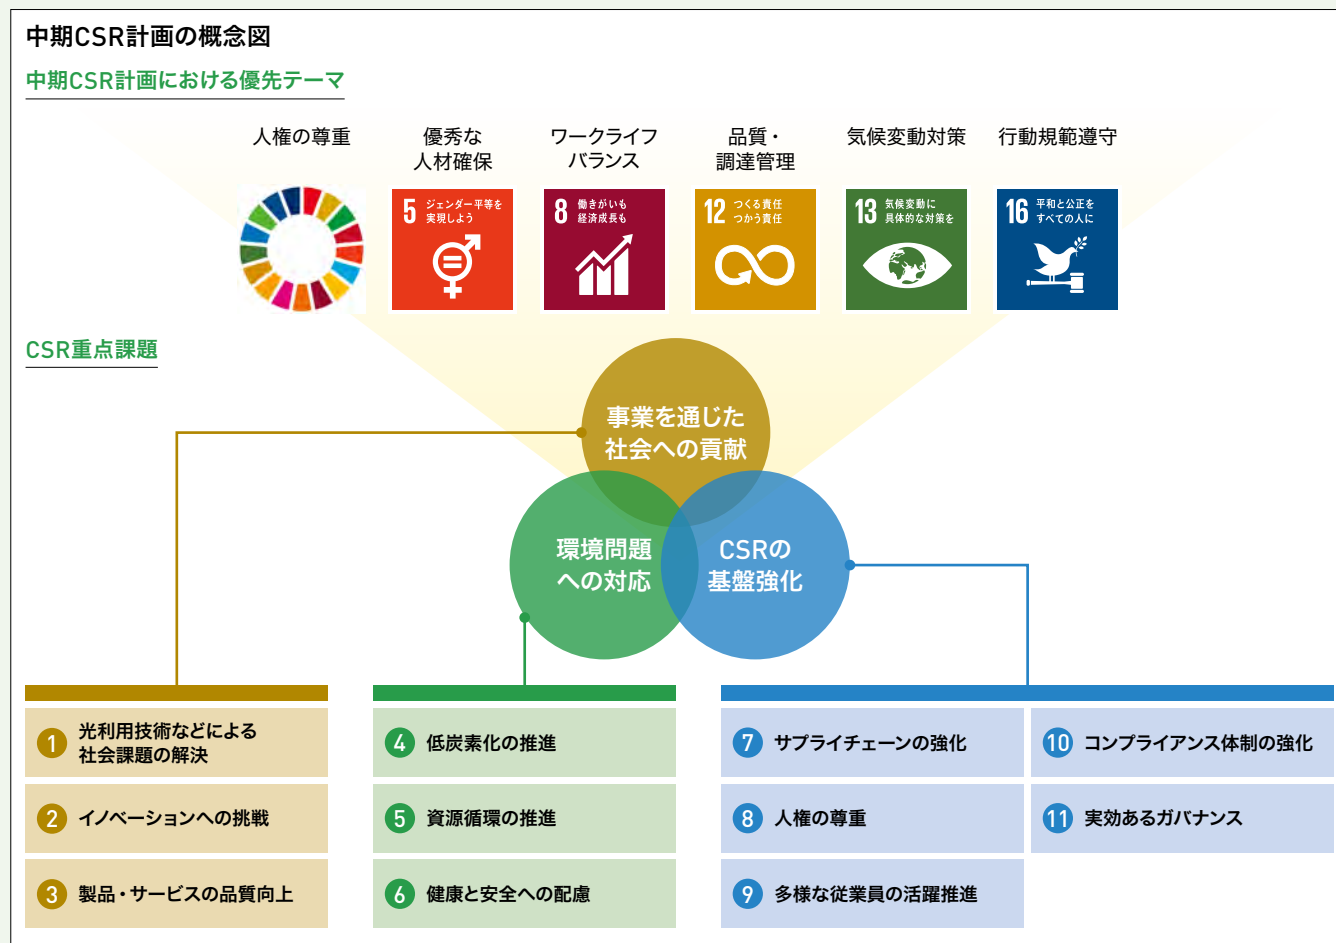 中期CSR計画の概念図
中期CSR計画における優先テーマ
人権の尊重
優秀な
人材確保
ワークライフ
バランス
品質・
調達管理
気候変動対策
行動規範遵守
5 ジェンダー平等を
実現しよう
8 働きがいも
経済成長も
12 つくる責任
つかう責任
13 気候変動に
具体的な対策を
16 平和と公正を
すべての人に
CSR重点課題
事業を通じた
社会への貢献
環境問題
への対応
CSRの
基盤強化
1 光利用技術などによる
社会課題の解決
2 イノベーションへの挑戦
3 製品・サービスの品質向上
4 低炭素化の推進
5 資源循環の推進
6 健康と安全への配慮
7 サプライチェーンの強化
8 人権の尊重
9 多様な従業員の活躍推進
10 コンプライアンス体制の強化
11 実効あるガバナンス